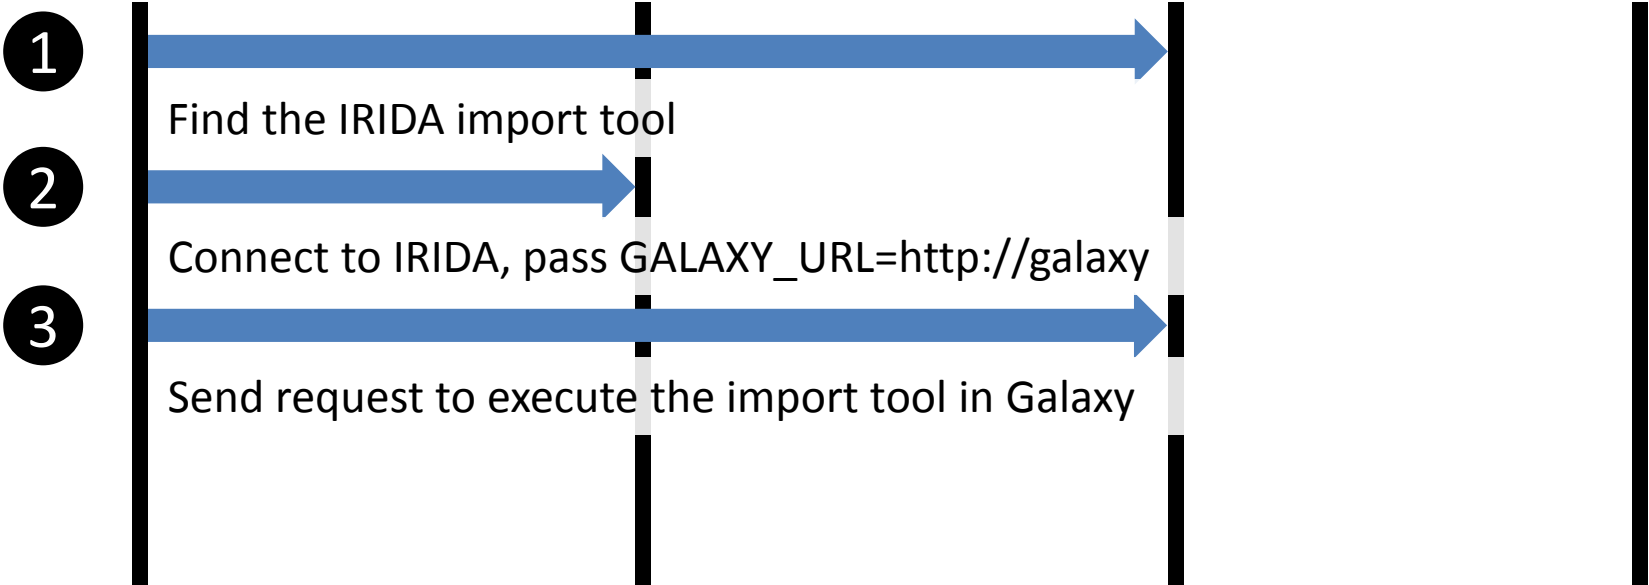 1
Find the IRIDA import tool
2
Connect to IRIDA, pass GALAXY_URL=http://galaxy
3
Send request to execute the import tool in Galaxy